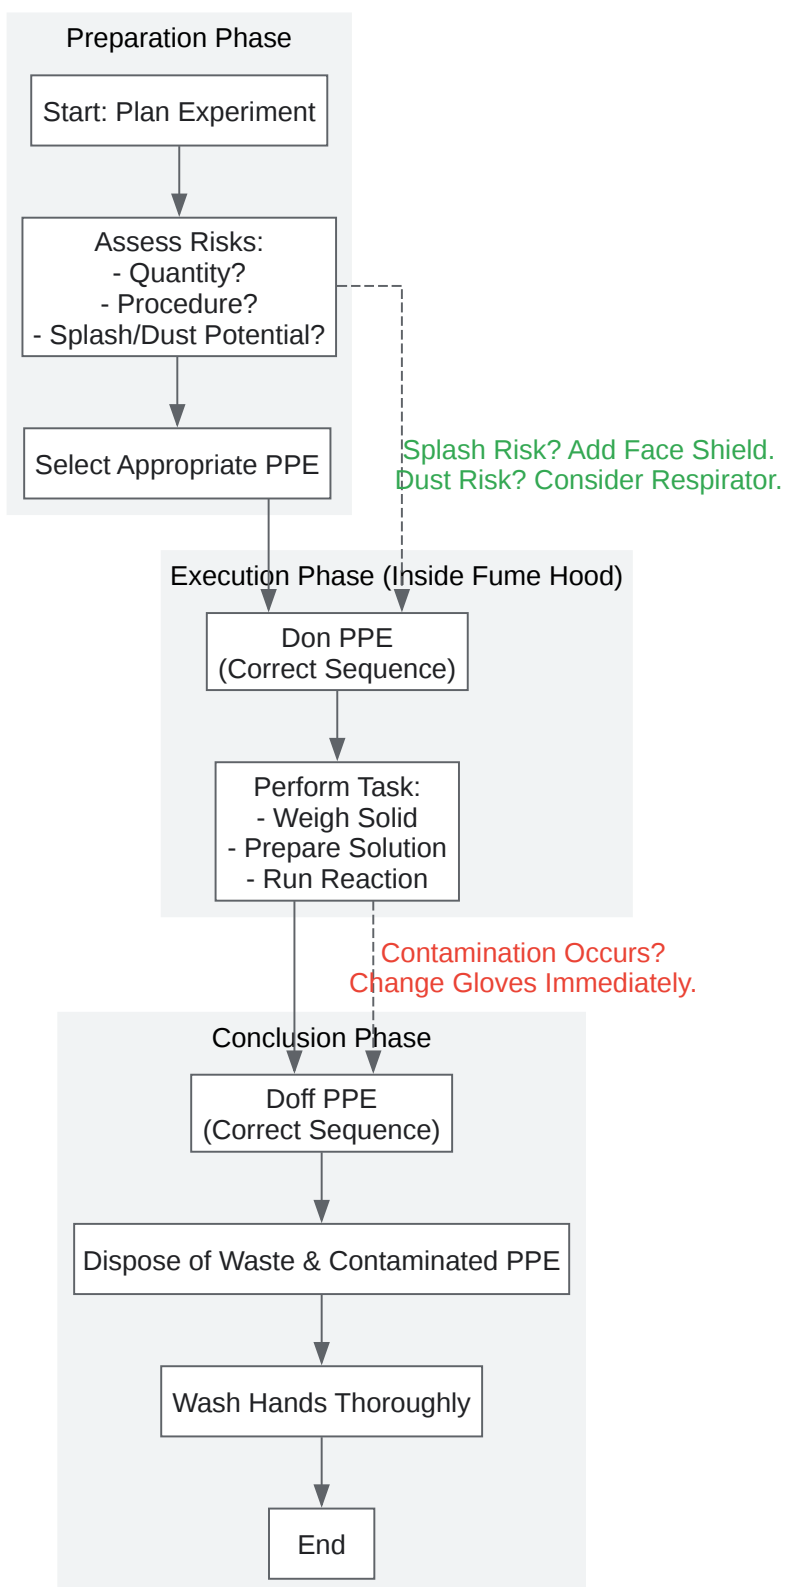 Preparation Phase
Start: Plan Experiment
Assess Risks:
- Quantity?
- Procedure?
- Splash/Dust Potential?
Select Appropriate PPE
Splash Risk? Add Face Shield.
Dust Risk? Consider Respirator.
Execution Phase (Inside Fume Hood)
Don PPE
(Correct Sequence)
Perform Task:
- Weigh Solid
- Prepare Solution
- Run Reaction
Contamination Occurs?
Change Gloves Immediately.
Conclusion Phase
Doff PPE
(Correct Sequence)
Dispose of Waste & Contaminated PPE
Wash Hands Thoroughly
End